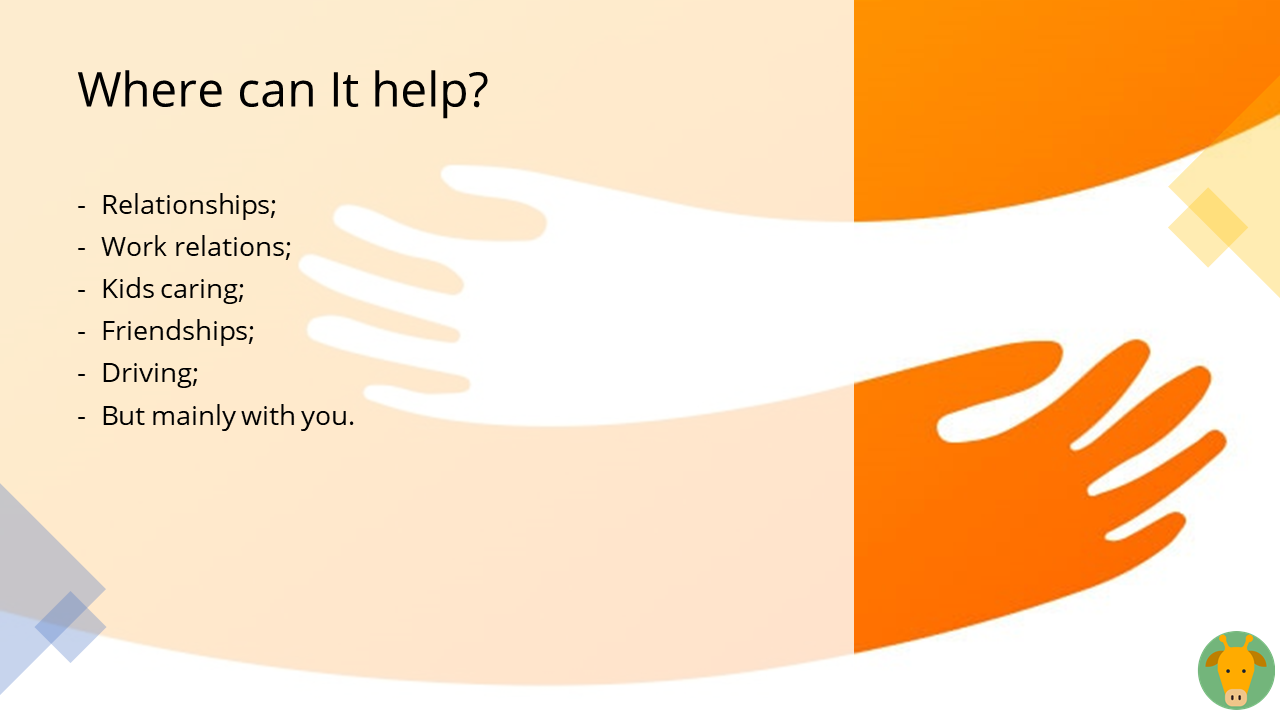 Where can It help?
- Relationships;
- Work relations;
- Kids caring;
- Friendships;
- Driving;
- But mainly with you.